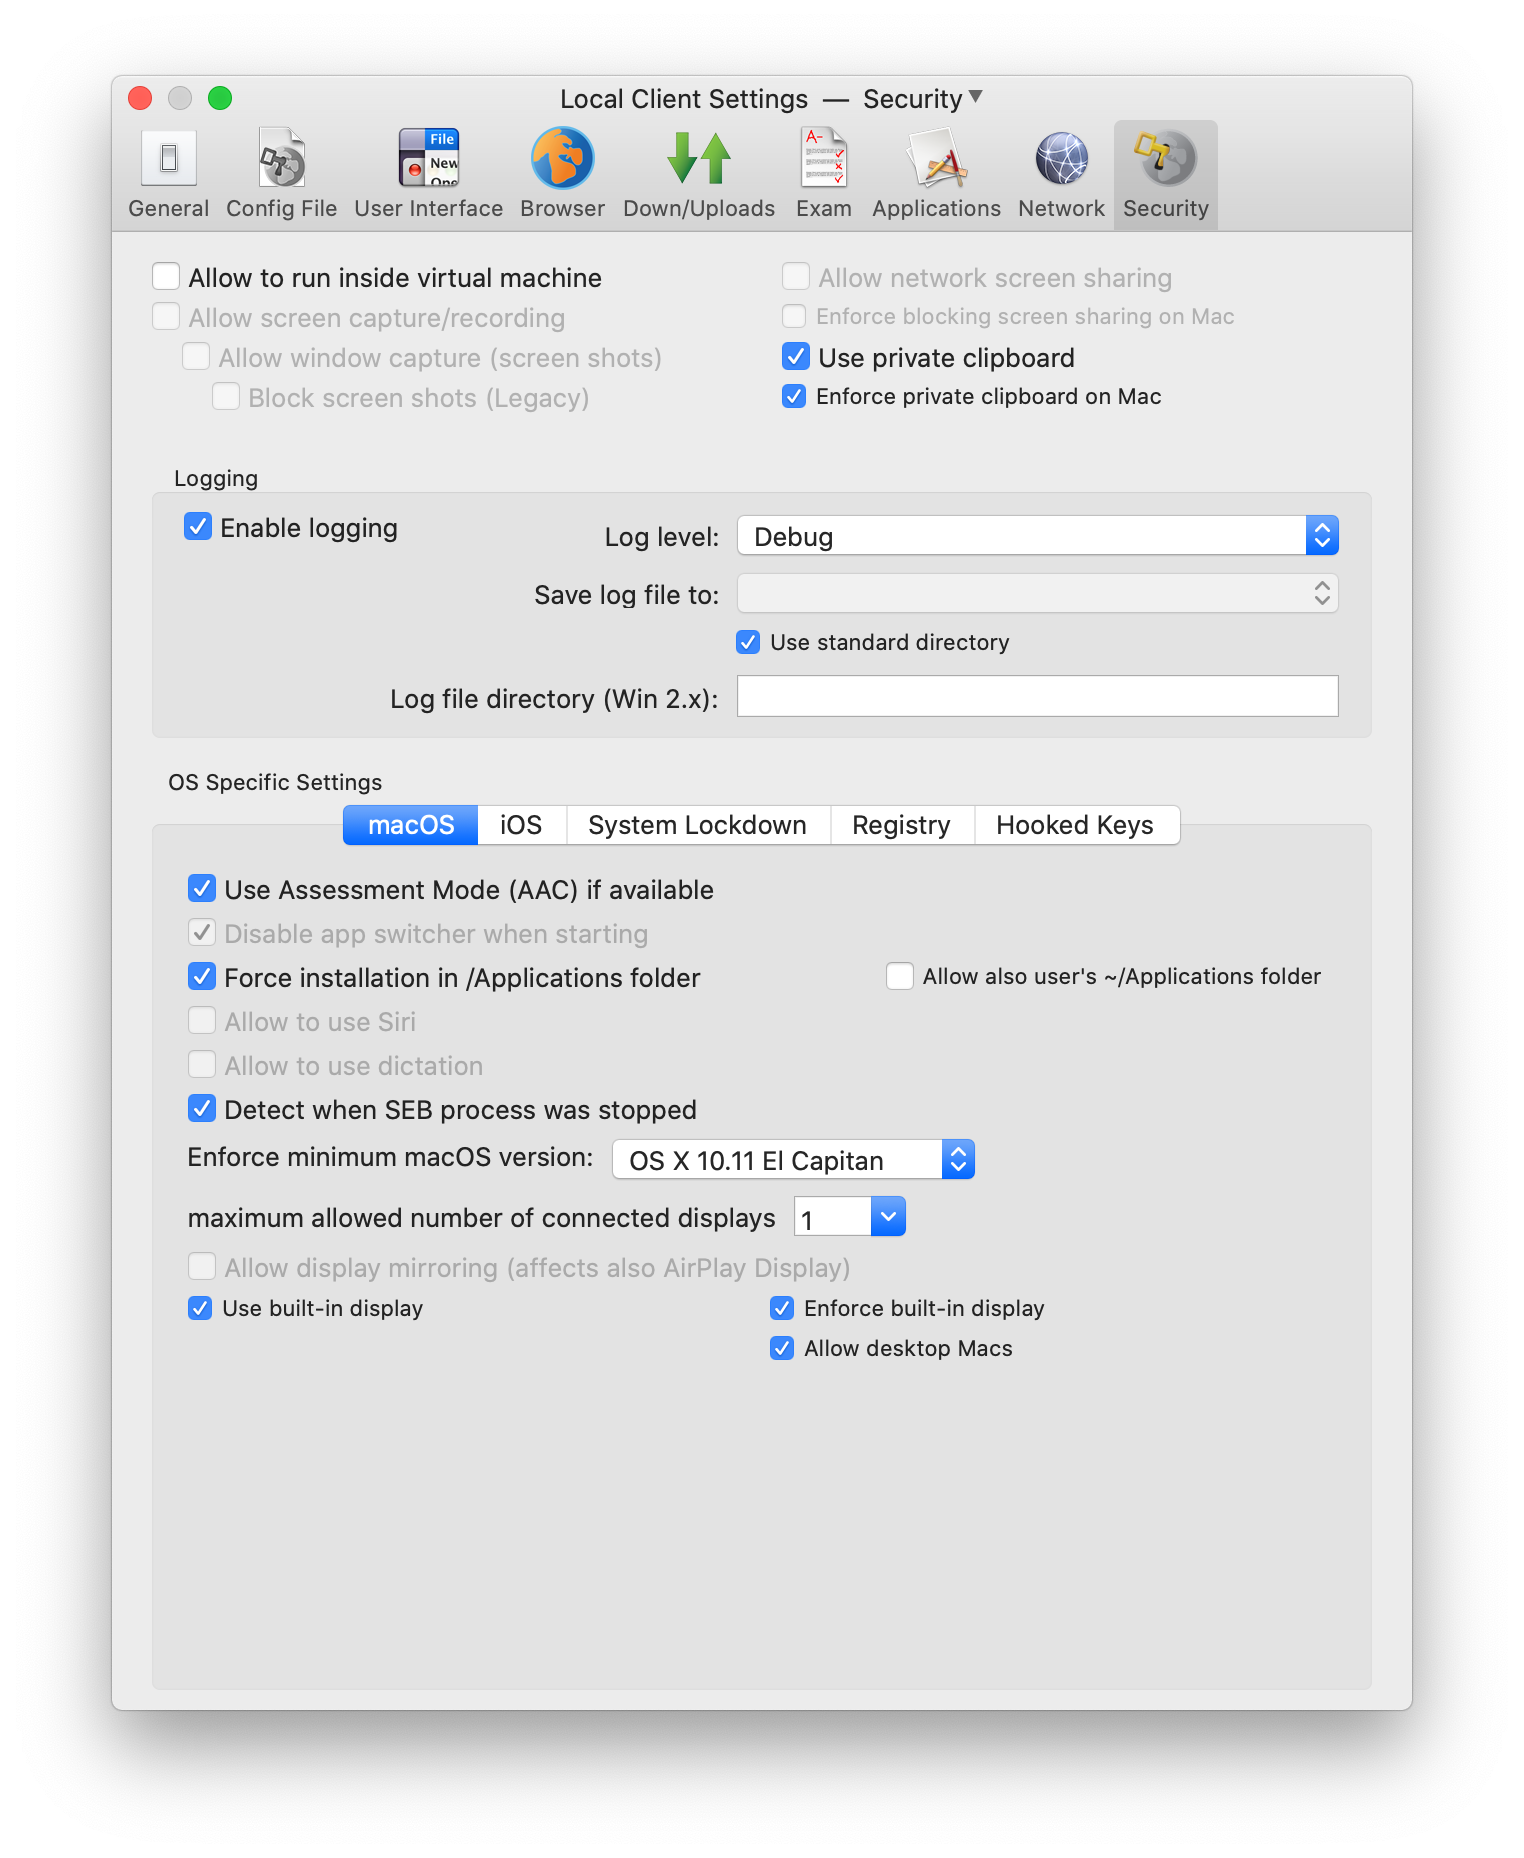 Local Client Settings — Security
File
New
One
A-
General Config File User Interface Browser Down/Uploads Exam Applications Network Security
Allow to run inside virtual machine
Allow screen capture/recording
Allow window capture (screen shots)
Block screen shots (Legacy)
Allow network screen sharing
Enforce blocking screen sharing on Mac
Use private clipboard
Enforce private clipboard on Mac
Logging
Enable logging
Log level: Debug
Save log file to:
Use standard directory
Log file directory (Win 2.x):
OS Specific Settings
macOS iOS System Lockdown Registry Hooked Keys
Use Assessment Mode (AAC) if available
Disable app switcher when starting
Force installation in /Applications folder Allow also user's ~/Applications folder
Allow to use Siri
Allow to use dictation
Detect when SEB process was stopped
Enforce minimum macOS version: OS X 10.11 El Capitan
maximum allowed number of connected displays 1
Allow display mirroring (affects also AirPlay Display)
Use built-in display Enforce built-in display
Allow desktop Macs